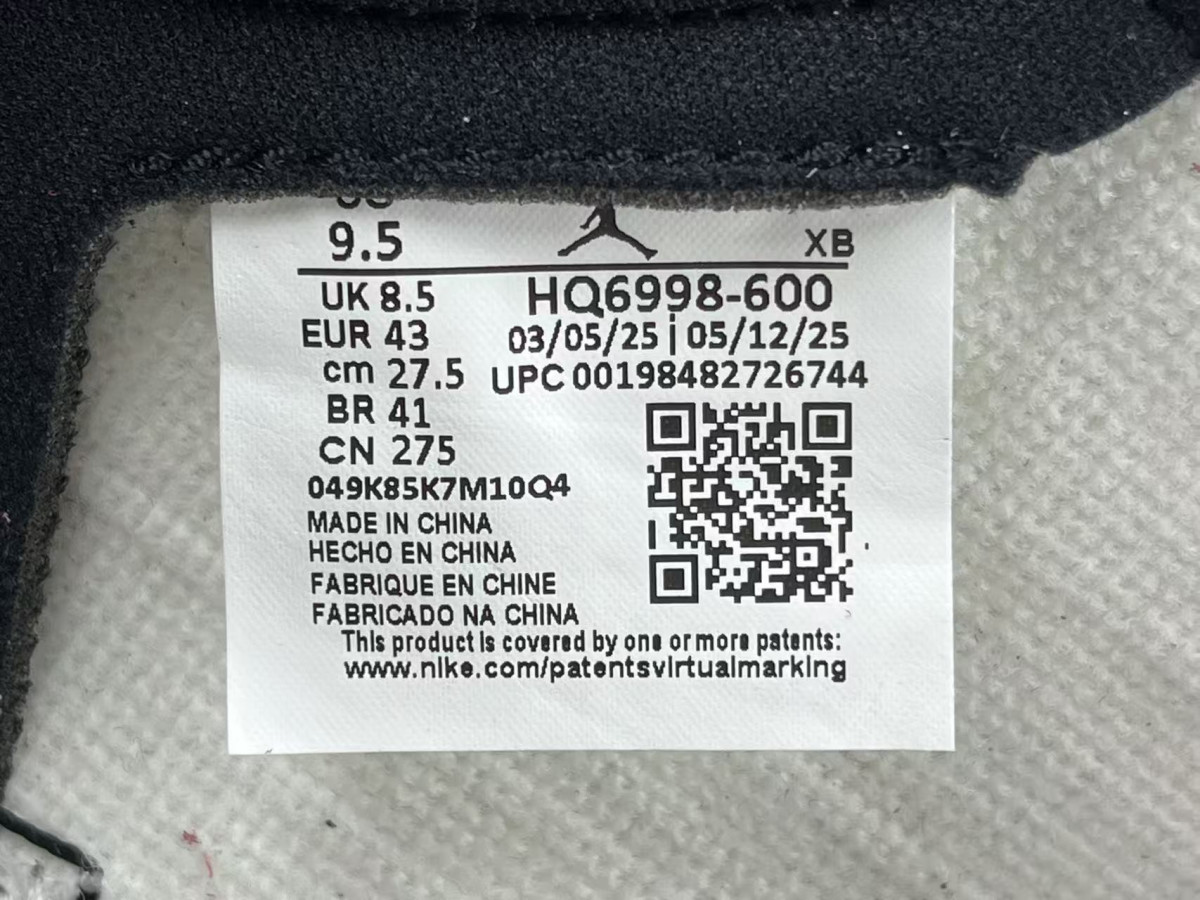 US
9.5
XB
UK 8.5
HQ6998-600
EUR 43
03/05/25 | 05/12/25
cm 27.5
UPC 00198482726744
BR 41
CN 275
049K85K7M10Q4
MADE IN CHINA
HECHO EN CHINA
FABRIQUE EN CHINE
FABRICADO NA CHINA
This product is covered by one or more patents:
www.nike.com/patentsvirtualmarking